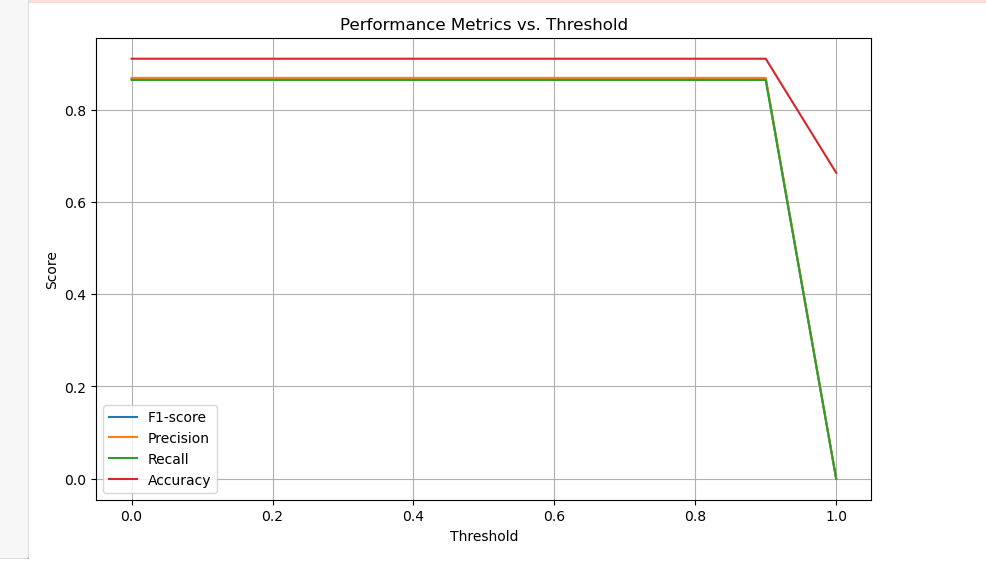 Performance Metrics vs. Threshold
Score
0.8
0.6
0.4
0.2
0.0
F1-score
Precision
Recall
Accuracy
0.0 0.2 0.4 0.6 0.8 1.0
Threshold